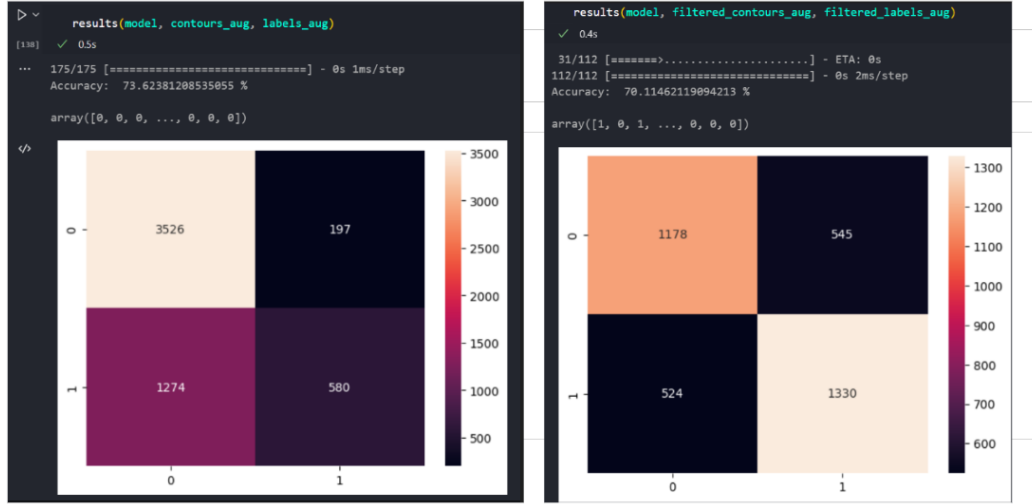 results(model, contours_aug, labels_aug)
[138]
0.5s
175/175 [==============================] - 0s 1ms/step
Accuracy:  73.62381208535055 %
array([0, 0, 0, ..., 0, 0, 0])
3526
197
1274
580
0
1
0
1
3500
3000
2500
2000
1500
1000
500
results(model, filtered_contours_aug, filtered_labels_aug)
0.4s
31/112 [=======>......................] - ETA: 0s
112/112 [==============================] - 0s 2ms/step
Accuracy:  70.11462119094213 %
array([1, 0, 1, ..., 0, 0, 0])
1178
545
524
1330
0
1
0
1
1300
1200
1100
1000
900
800
700
600